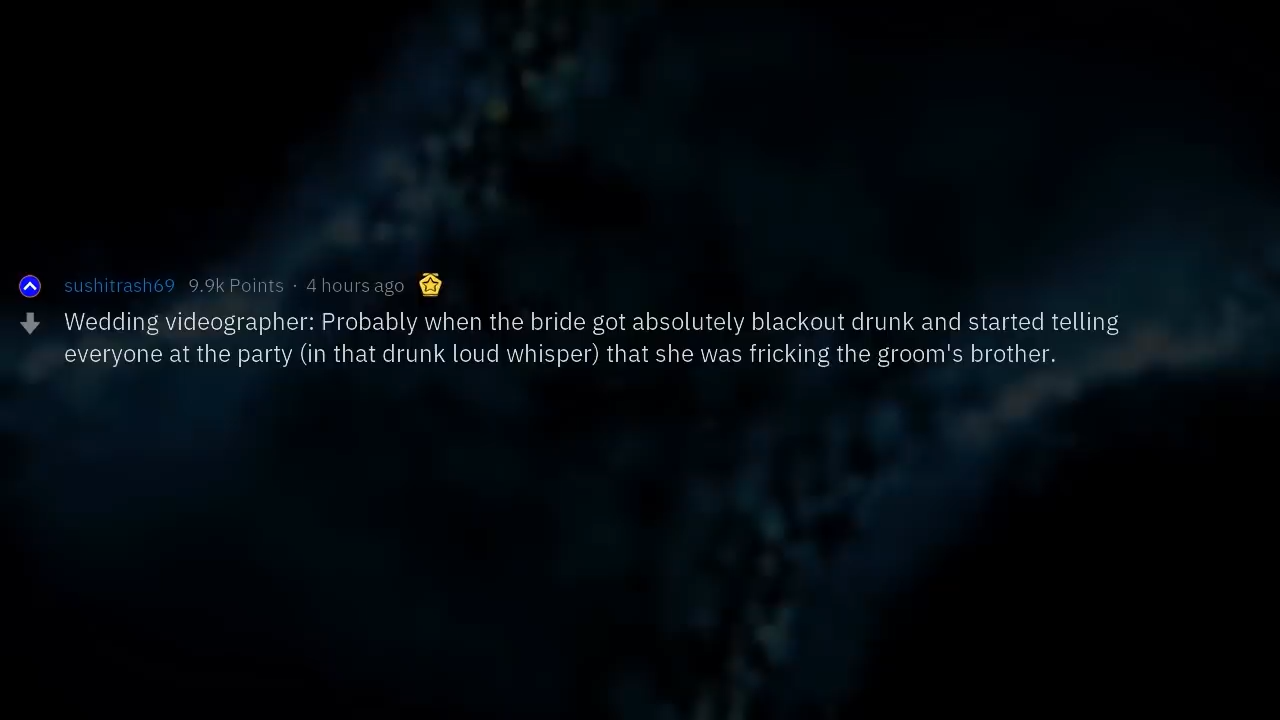 sushitrash69 9.9k Points · 4 hours ago
Wedding videographer: Probably when the bride got absolutely blackout drunk and started telling
everyone at the party (in that drunk loud whisper) that she was fricking the groom's brother.